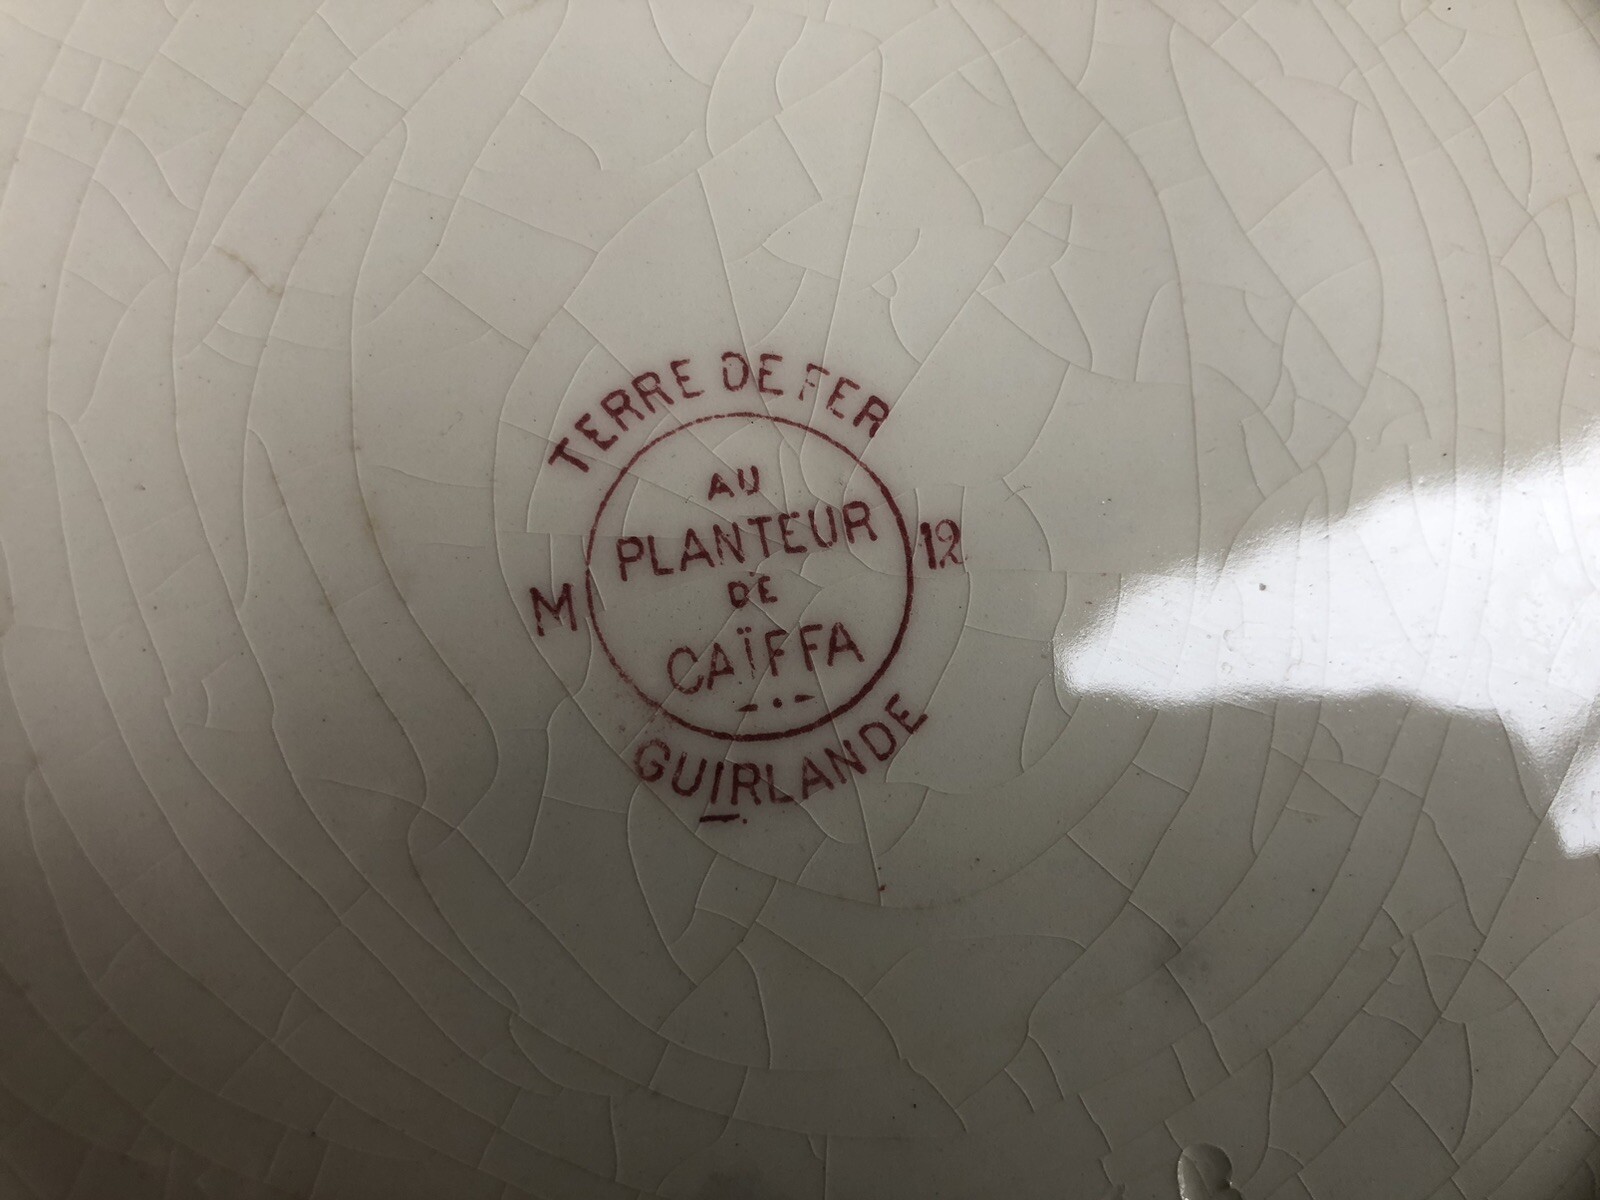 TERRE DE FER
AU
PLANTEUR
DE
CAÏFFA
M
12
GUIRLANDE